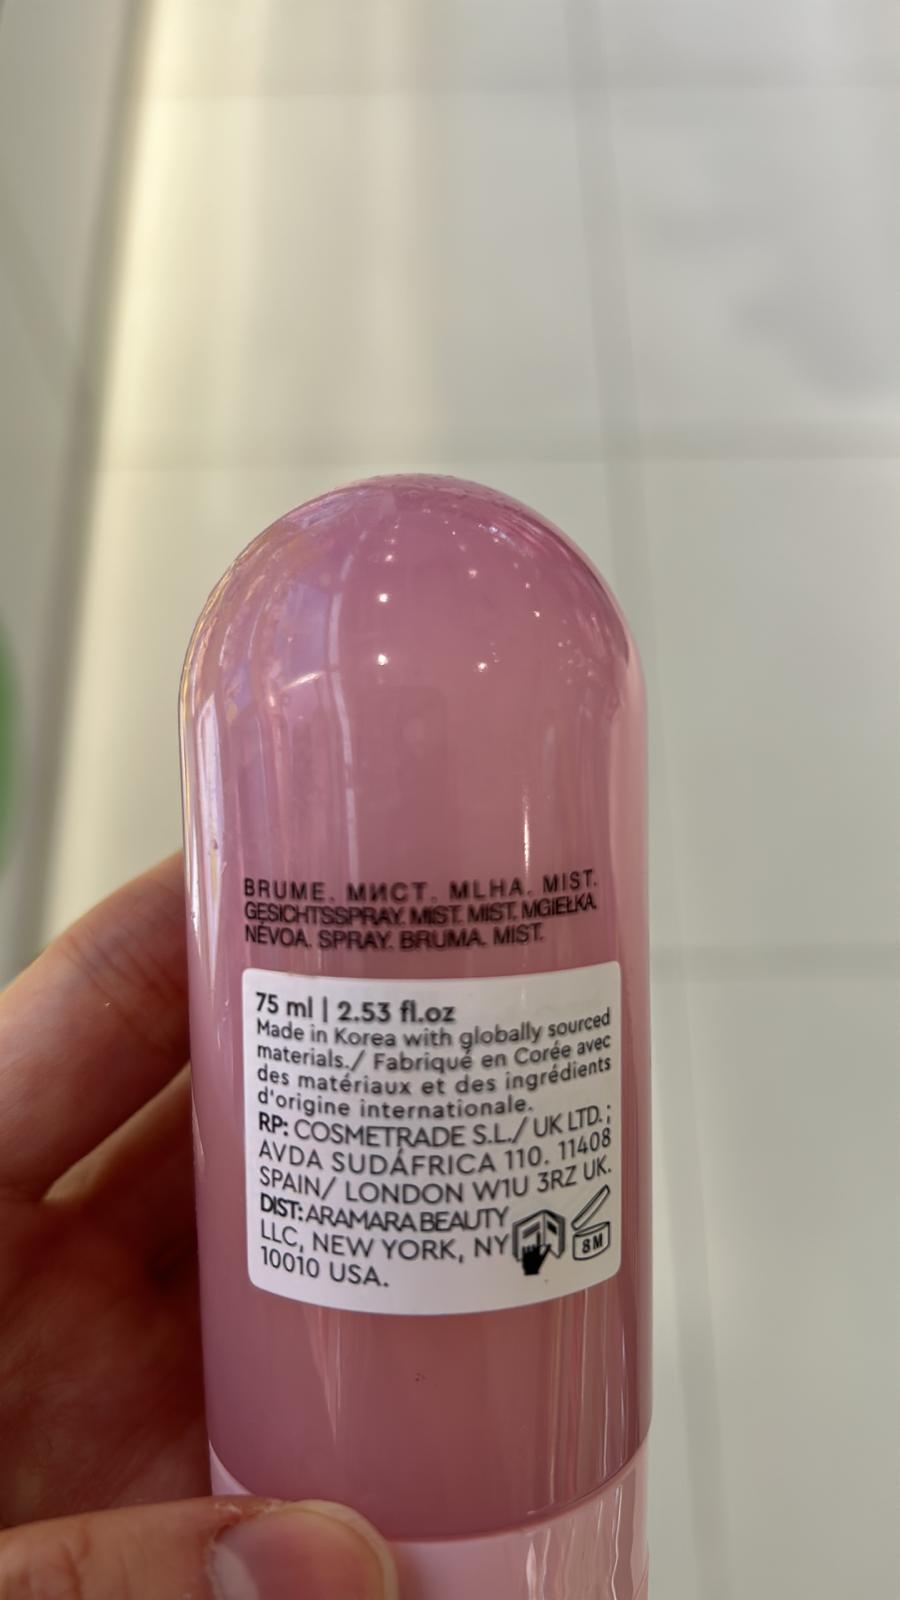 BRUME. МИСТ. MLHA. MIST.
GESICHTSSPRAY. MIST. MIST. MGIEŁKA.
NÉVOA. SPRAY. BRUMA. MIST.
75 ml | 2.53 fl.oz
Made in Korea with globally sourced
materials./ Fabriqué en Corée avec
des matériaux et des ingrédients
d'origine internationale.
RP: COSMETRADE S.L./ UK LTD.;
AVDA SUDÁFRICA 110. 11408
SPAIN/ LONDON W1U 3RZ UK.
DIST: ARAMARA BEAUTY
LLC, NEW YORK, NY
10010 USA.
8M